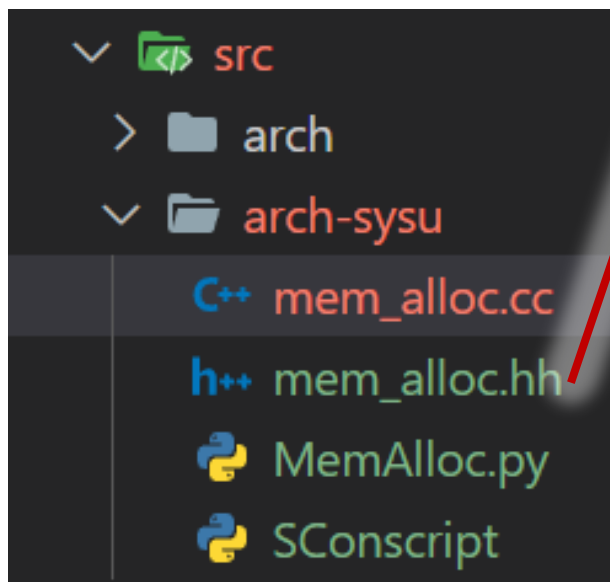 src
arch
arch-sysu
C++ mem_alloc.cc
h++ mem_alloc.hh
MemAlloc.py
SConscript